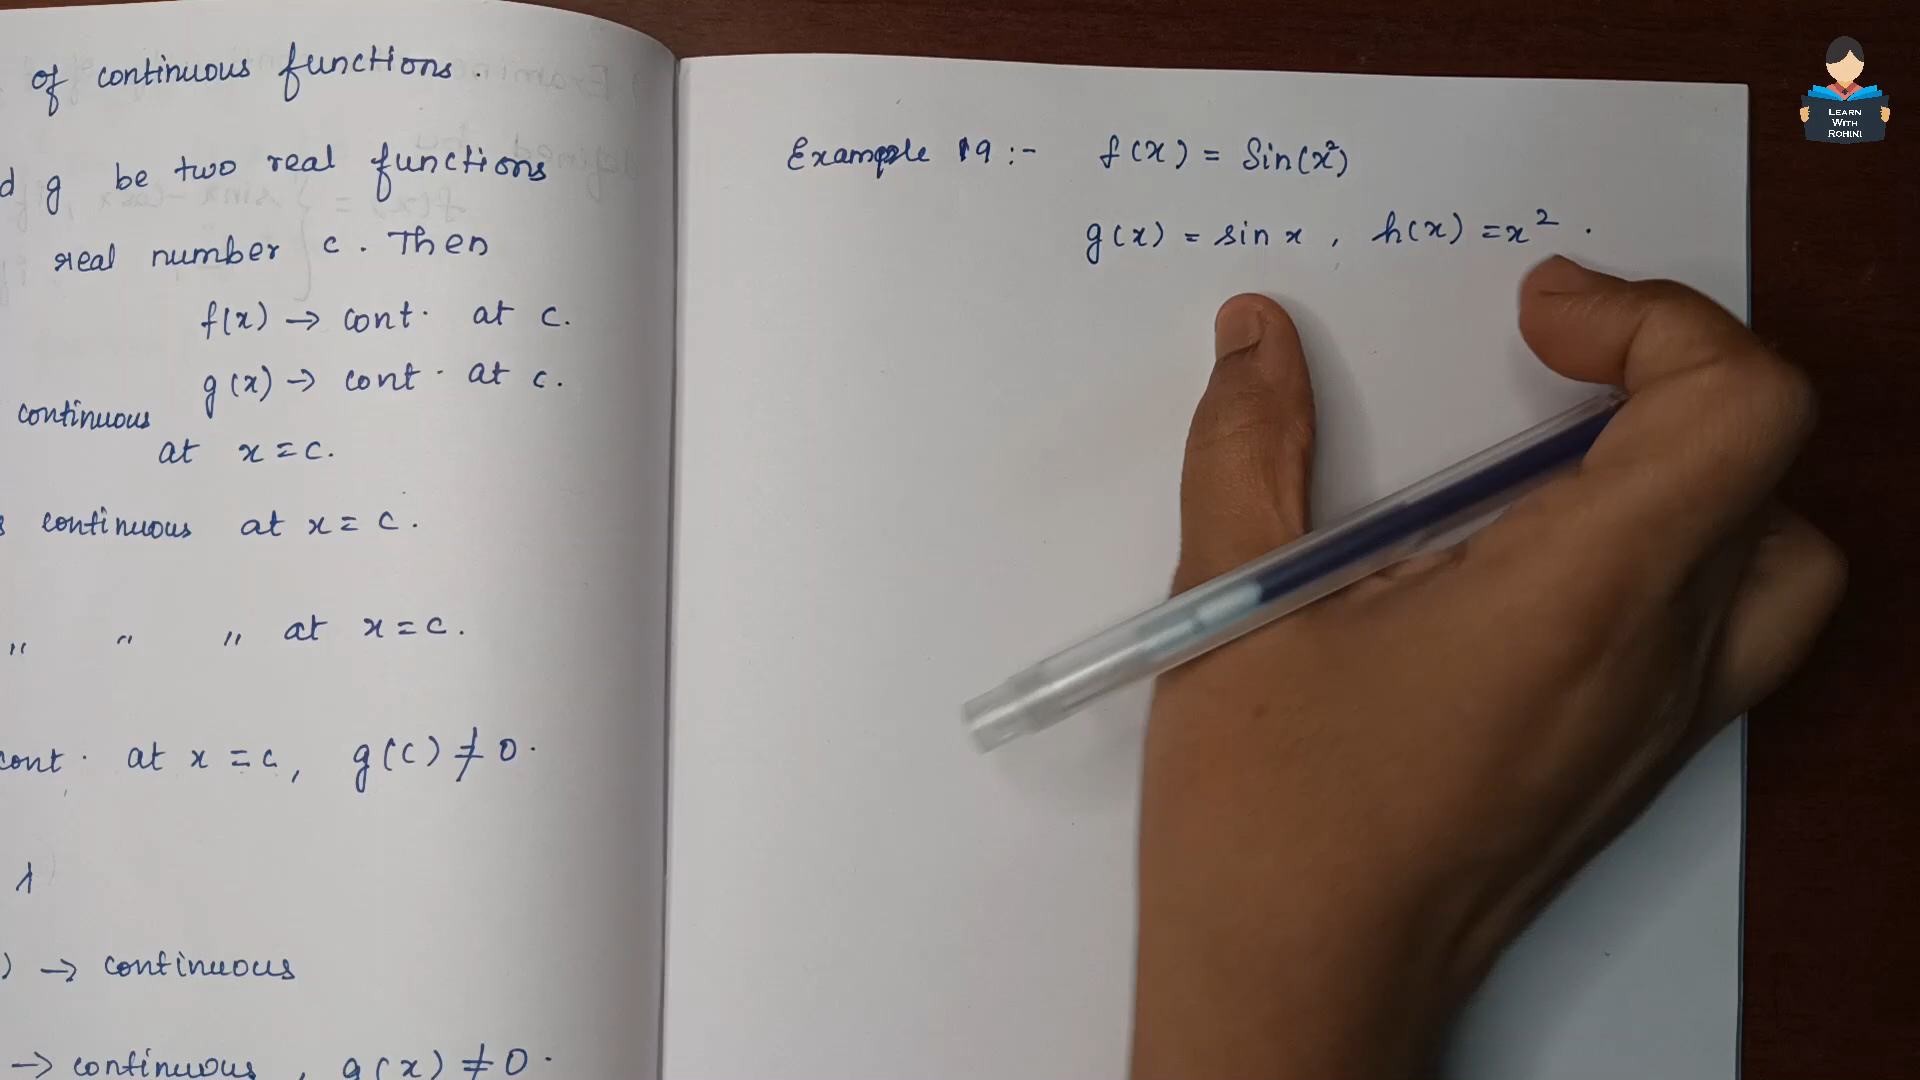 of continuous functions.
d g be two real functions
real number c. Then
f(x) → cont. at c.
g(x) → cont. at c.
continuous
at x = c.
s continuous at x = c.
" " " at x = c.
cont. at x = c, g(c) ≠ 0.
) → continuous
→ continuous, g(x) ≠ 0.
Example 19 :- f(x) = Sin(x²)
g(x) = sin x , h(x) = x² .
LEARN
WITH
ROHINI